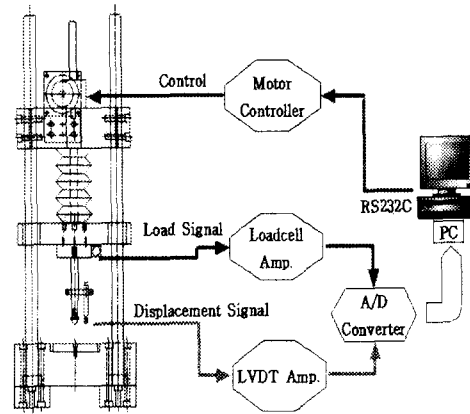 Control
Motor
Controller
RS232C
PC
Load Signal
Loadcell
Amp.
A/D
Converter
Displacement Signal
LVDT Amp.